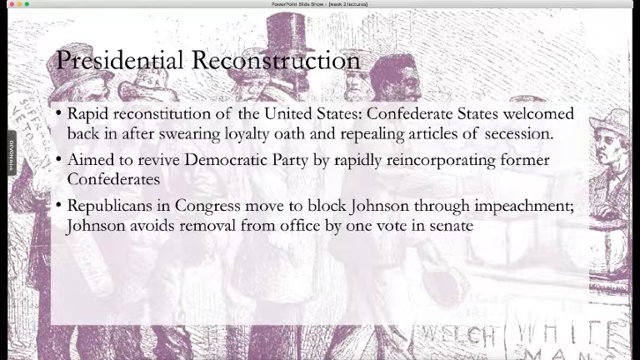 PowerPoint Slide Show - [week 2 lectures]
Presidential Reconstruction
• Rapid reconstitution of the United States: Confederate States welcomed
back in after swearing loyalty oath and repealing articles of secession.
• Aimed to revive Democratic Party by rapidly reincorporating former
Confederates
• Republicans in Congress move to block Johnson through impeachment;
Johnson avoids removal from office by one vote in senate
WELCH
WHITE
MAN'S